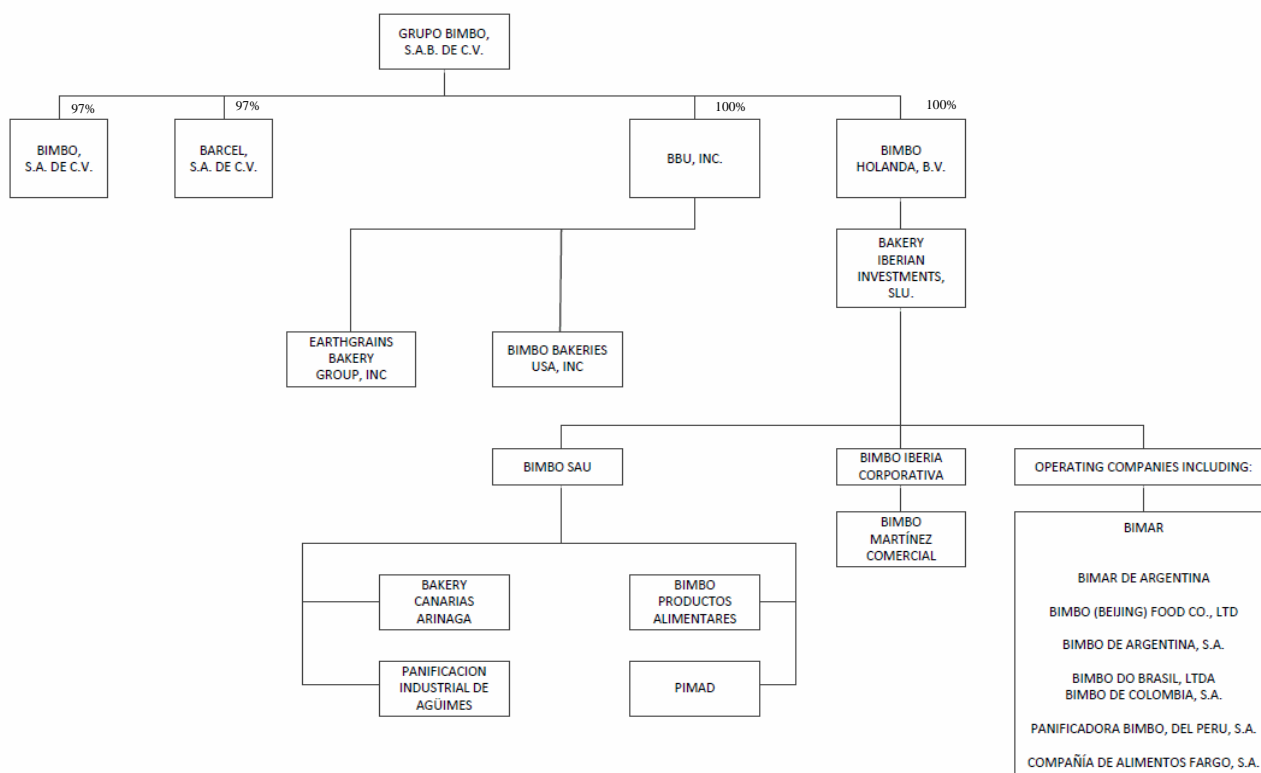 GRUPO BIMBO,
S.A.B. DE C.V.
97%
97%
100%
100%
BIMBO,
S.A. DE C.V.
BARCEL,
S.A. DE C.V.
BBU, INC.
BIMBO
HOLANDA, B.V.
BAKERY
IBERIAN
INVESTMENTS,
SLU.
EARTHGRAINS
BAKERY
GROUP, INC
BIMBO BAKERIES
USA, INC
BIMBO SAU
BIMBO IBERIA
CORPORATIVA
OPERATING COMPANIES INCLUDING:
BIMBO
MARTÍNEZ
COMERCIAL
BAKERY
CANARIAS
ARINAGA
BIMBO
PRODUCTOS
ALIMENTARES
PANIFICACION
INDUSTRIAL DE
AGÜIMES
PIMAD
BIMAR
BIMAR DE ARGENTINA
BIMBO (BEIJING) FOOD CO., LTD
BIMBO DE ARGENTINA, S.A.
BIMBO DO BRASIL, LTDA
BIMBO DE COLOMBIA, S.A.
PANIFICADORA BIMBO, DEL PERU, S.A.
COMPAÑÍA DE ALIMENTOS FARGO, S.A.